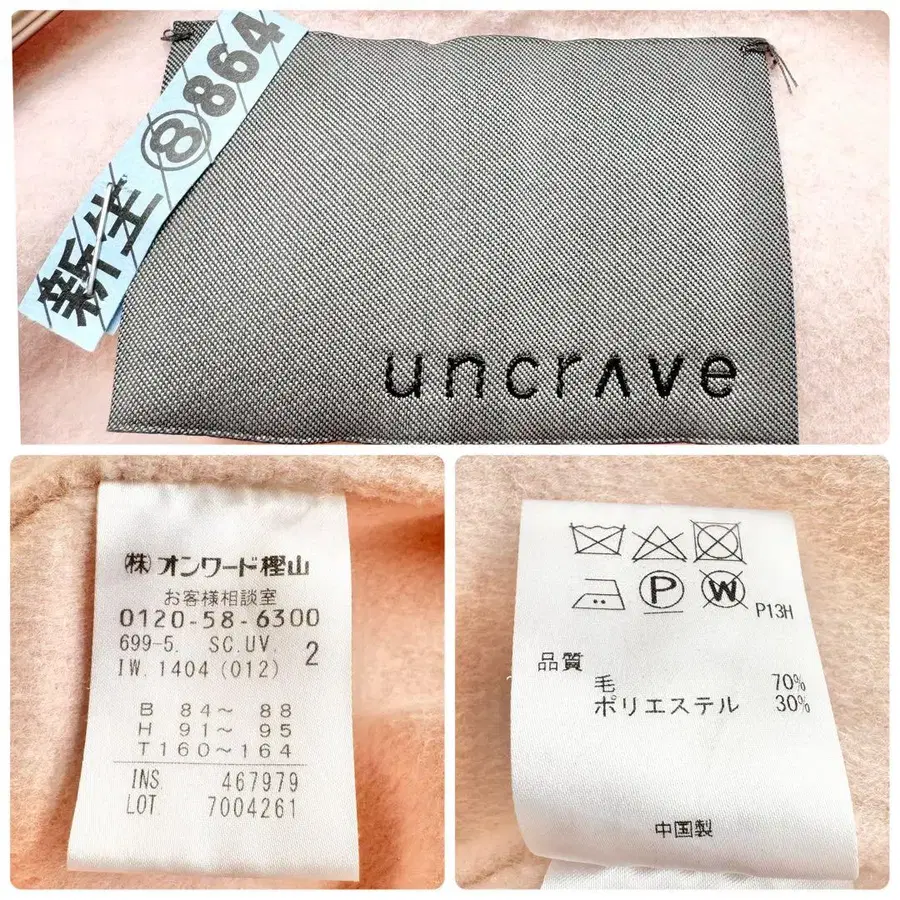 新生⑧864
uncrave
㈱オンワード樫山
お客様相談室
0120-58-6300
699-5. SC.UV. 2
IW.1404(012)
B 84～ 88
H 91～ 95
T160～164
INS. 467979
LOT. 7004261
P W P13H
品質
毛 70%
ポリエステル 30%
中国製